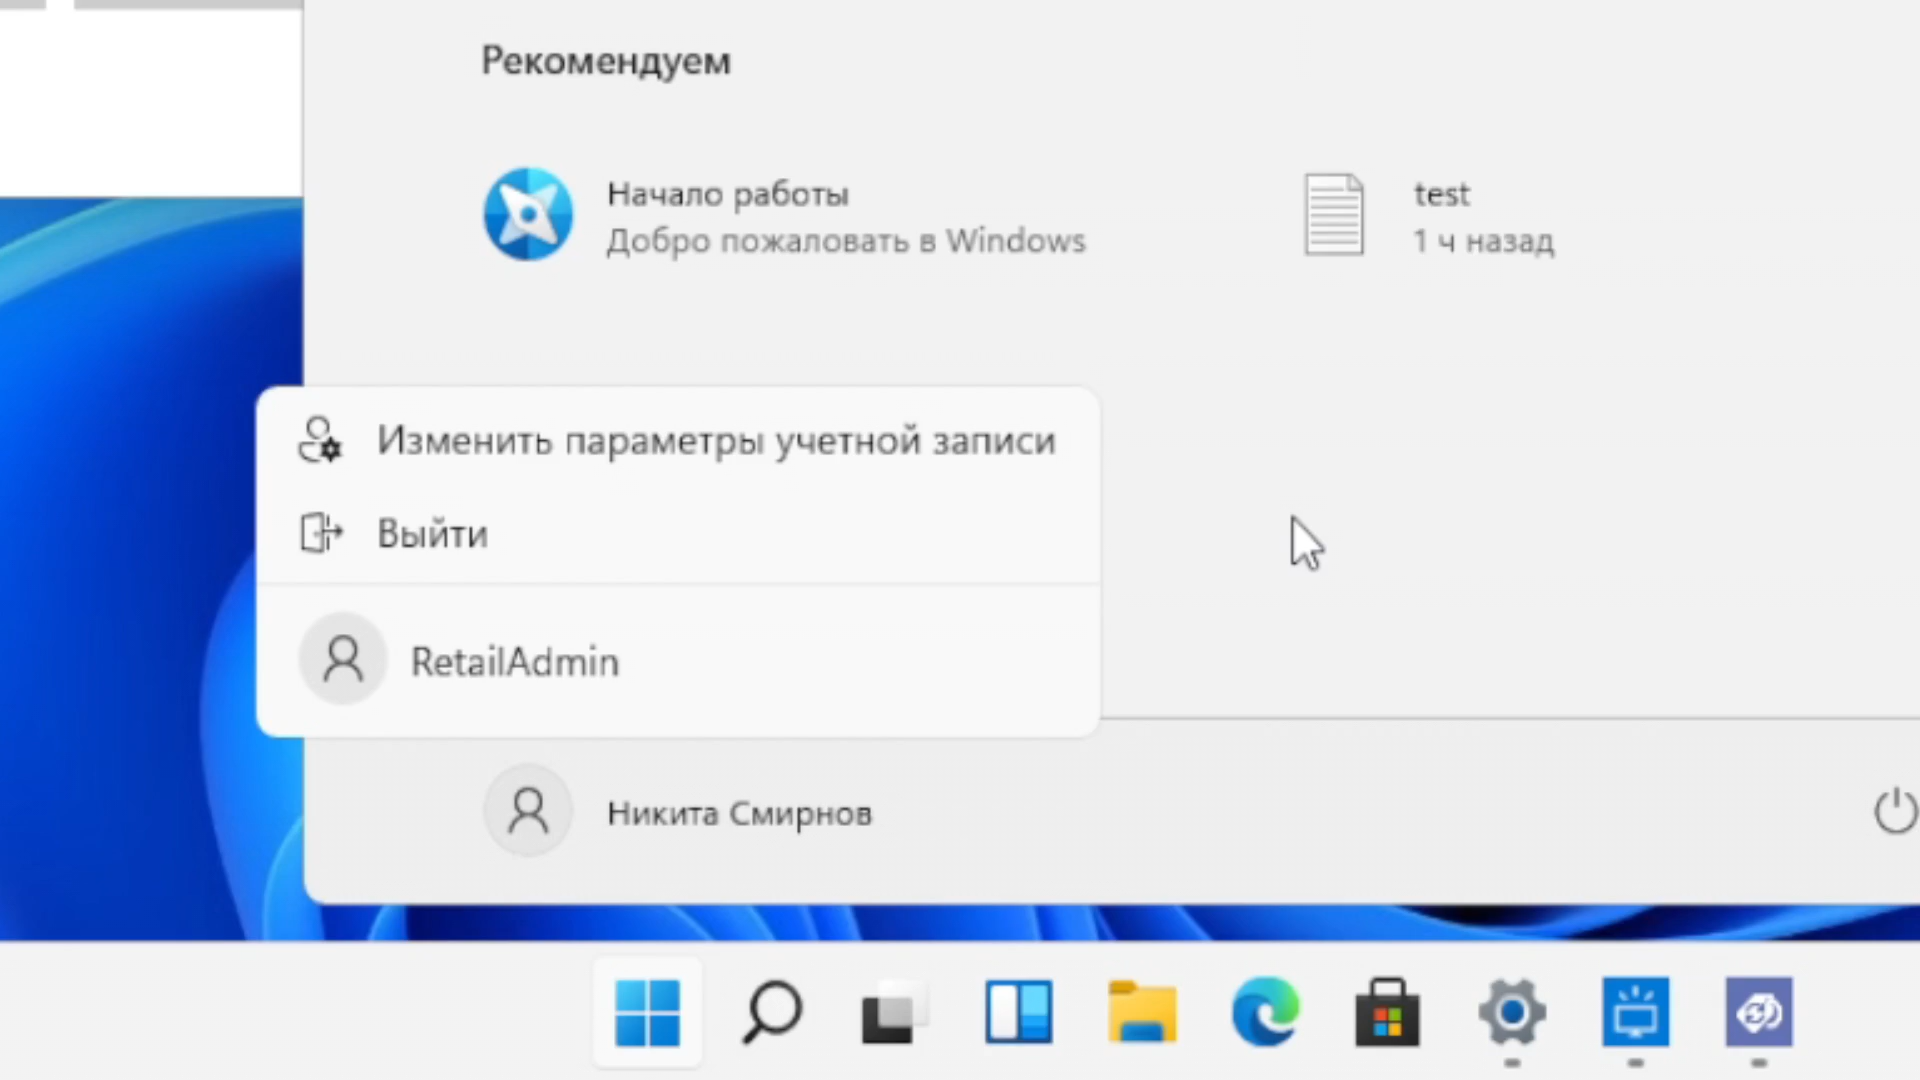 Рекомендуем
Начало работы
Добро пожаловать в Windows
test
1 ч назад
Изменить параметры учетной записи
Выйти
RetailAdmin
Никита Смирнов